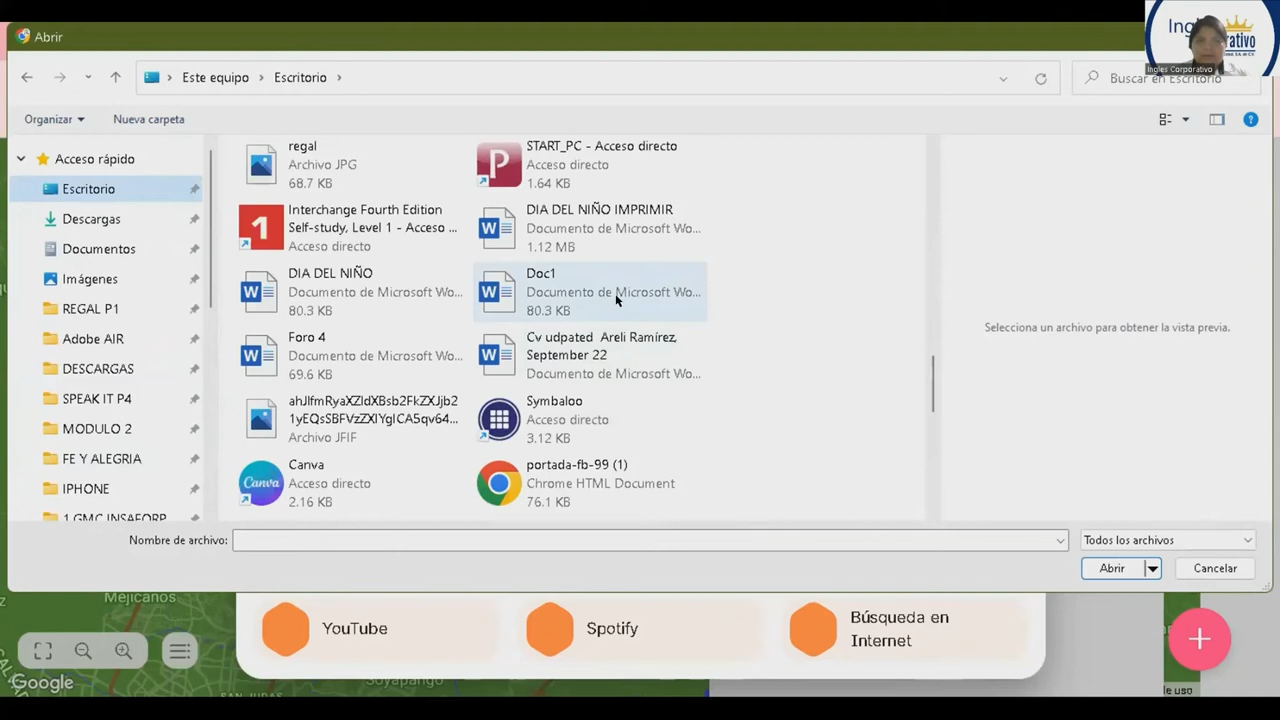 Abrir
Este equipo
Escritorio
Buscar en Escritorio
Ingles Corporativo
Organizar
Nueva carpeta
Acceso rápido
Escritorio
Descargas
Documentos
Imágenes
REGAL P1
Adobe AIR
DESCARGAS
SPEAK IT P4
MODULO 2
FE Y ALEGRIA
IPHONE
1 GMC INSAFORP
regal
Archivo JPG
68.7 KB
START_PC - Acceso directo
Acceso directo
1.64 KB
Interchange Fourth Edition
Self-study, Level 1 - Acceso ...
Acceso directo
DIA DEL NIÑO IMPRIMIR
Documento de Microsoft Wo...
1.12 MB
DIA DEL NIÑO
Documento de Microsoft Wo...
80.3 KB
Doc1
Documento de Microsoft Wo...
80.3 KB
Foro 4
Documento de Microsoft Wo...
69.6 KB
Cv udpated Areli Ramírez,
September 22
Documento de Microsoft Wo...
Archivo JFIF
Symbaloo
Acceso directo
3.12 KB
Canva
Acceso directo
2.16 KB
portada-fb-99 (1)
Chrome HTML Document
76.1 KB
Selecciona un archivo para obtener la vista previa.
Nombre de archivo:
Todos los archivos
Abrir
Cancelar
Mejicanos
YouTube
Spotify
Búsqueda en
Internet
Google
Soyapango
de uso